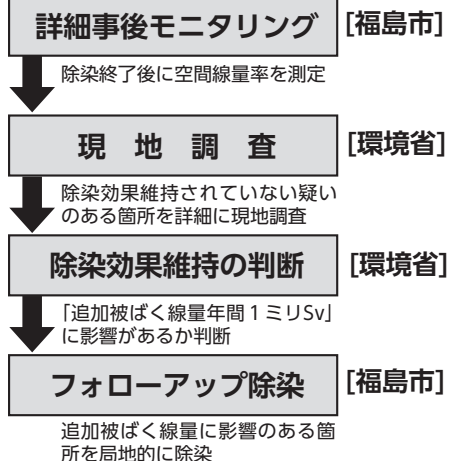 詳細事後モニタリング [福島市]
除染終了後に空間線量率を測定
現 地 調 査 [環境省]
除染効果維持されていない疑い
のある箇所を詳細に現地調査
除染効果維持の判断 [環境省]
「追加被ばく線量年間１ミリSv」
に影響があるか判断
フォローアップ除染 [福島市]
追加被ばく線量に影響のある箇
所を局地的に除染